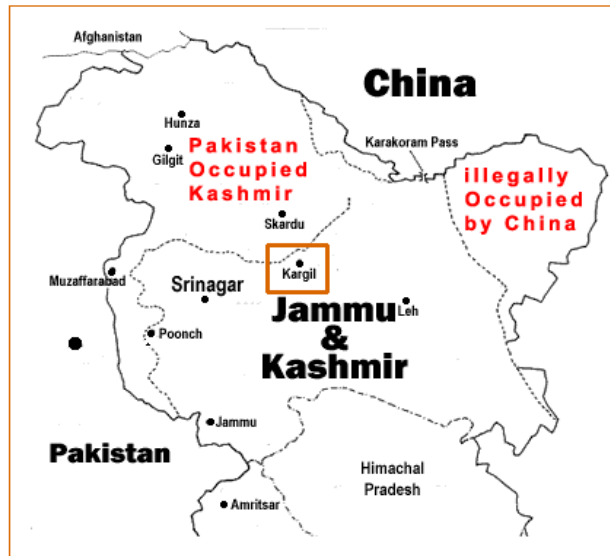 Afghanistan
China
Hunza
Karakoram Pass
Gilgit
Pakistan
Occupied
Kashmir
illegally
Occupied
by China
Skardu
Kargil
Muzaffarabad
Srinagar
Jammu
&
Kashmir
Leh
Poonch
Jammu
Pakistan
Himachal
Pradesh
Amritsar